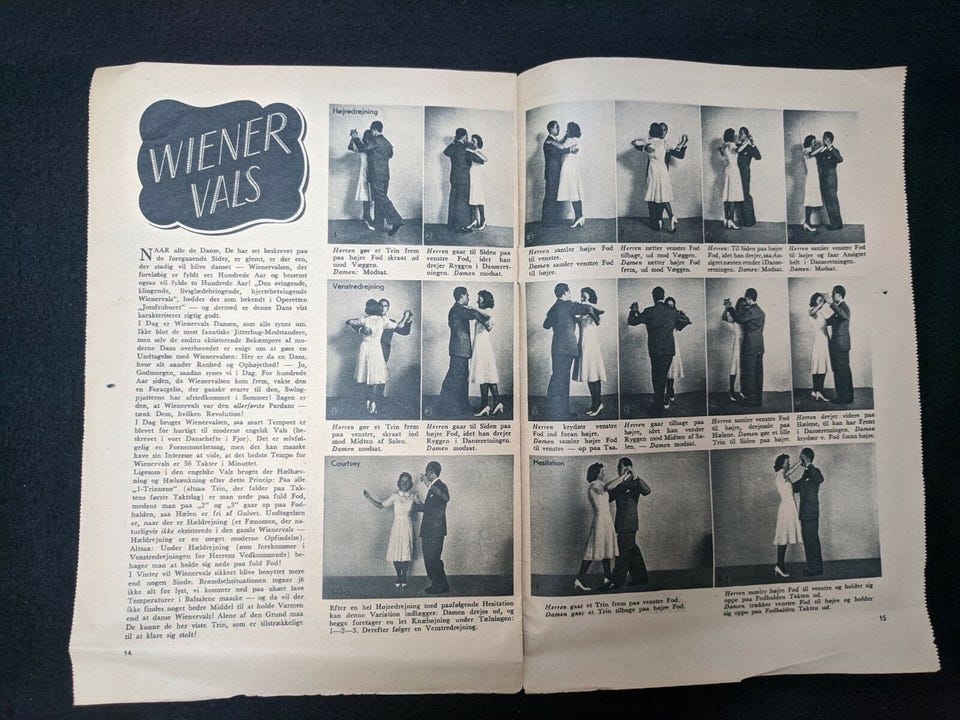 WIENER
VALS
NAAR alle de Danse, De har set beskrevet paa
de foregaaende Sider, er glemt, er der een,
der stadig vil blive danset — Wienervalsen, der
foreløbig er fyldt eet Hundrede Aar og bestemt
ogsaa vil fylde to Hundrede Aar! "Den svingende,
klingende, livsglædebringende, hjertebetvingende
Wienervals", hedder det som bekendt i Operetten
— og dermed er denne Dans vist
karakteriseret rigtig godt.
I Dag er Wienervals Dansen, som alle synes om.
Ikke blot de mest fanatiske Jitterbug-Modstandere,
men selv de endnu eksisterende Bekæmpere af mo-
derne Dans overhovedet er enige om at gøre en
Undtagelse med Wienervalsen: Her er da en Dans,
hvor alt aander Renhed og Ophøjethed! — Jo,
Godmorgen, saadan synes vi i Dag. For hundrede
Aar siden, da Wienervalsen kom frem, vakte den
en Forargelse, der ganske svarer til den, Swing-
pjatterne har afstedkommet i Sommer! Sagen er
den, at Wienervals var den allerførste Pardans —
tænk Dem, hvilken Revolution!
I Dag bruges Wienervalsen, saa snart Tempoet er
blevet for hurtigt til moderne engelsk Vals (be-
skrevet i vort Dansehefte i Fjor). Det er selvføl-
gelig en Fornemmelsessag, men det kan maaske
have sin Interesse at vide, at det bedste Tempo for
Wienervals er 56 Takter i Minuttet.
Ligesom i den engelske Vals brugtes der Hælhæv-
ning og Hælsænkning efter dette Princip: Paa alle
"1-Trinnene" (altsaa Trin, der falder paa Tak-
tens første Taktslag) er man nede paa fuld Fod,
medens man paa "2" og "3" gaar op paa Fod-
balden, saa Hælen er fri af Gulvet. Undtagelsen
er, naar der er Hældrejning (et Fænomen, der na-
turligvis ikke eksisterede i den gamle Wienervals —
Hældrejning er en meget moderne Opfindelse).
Altsaa: Under Hældrejning (som forekommer i
Venstredrejningen for Herrens Vedkommende) be-
høger man at holde sig nede paa fuld Fod!
I Vinter vil Wienervals sikkert blive benyttet mere
end nogen Sinde. Brændselsituationen tegner jo
ikke alt for lyst, vi kommer ned paa uhørt lave
Temperaturer i Balsalene maaske — og da vil der
ikke findes noget bedre Middel til at holde Varmen
end at danse Wienervals! Alene af den Grund maa
De kunne de her viste Trin, som er tilstrækkelige
til at klare sig stolt!
14
Højredrejning
Herren gør et Trin frem
paa højre Fod skraat ud
mod Væggen.
Damen: Modsat.
Herren gaar til Siden paa
venstre Fod, idet han
drejer Ryggen i Danseret-
ningen. Damen modsat.
Herren samler højre Fod
til venstre.
Damen samler venstre Fod
til højre.
Herren sætter venstre Fod
tilbage, ud mod Væggen.
Damen sætter højre Fod
frem, ud mod Væggen.
Herren: Til Siden paa højre
Fod, idet han drejer, saa An-
sigtet næsten vender i Danse-
retningen. Damen: Modsat.
Herren samler venstre Fod
til højre og faar Ansigtet
helt i Danseretningen.
Damen: Modsat.
Venstredrejning
Herren gør et Trin frem
paa venstre, skraat ind
mod Midten af Salen.
Damen modsat.
Herren gaar til Siden paa
højre Fod, idet han drejer
Ryggen i Danseretningen.
Damen modsat.
Herren krydser venstre
Fod ind foran højre.
Damen samler højre Fod
til venstre — op paa Taa.
Herren gaar tilbage paa
højre, idet han vender
Ryggen mod Midten af Sa-
len. — Damen modsat.
Herren samler venstre Fod
til højre, drejende paa
Hælene. Damen gør et lille
Trin til Siden paa højre.
Herren drejer videre paa
Hælene, til han har Front
i Danseretningen. Damen
krydser v. Fod foran højre.
Courtsey
Efter en hel Højredrejning med paafølgende Hesitation
kan denne Variation indlægges: Damen drejes ud, og
begge foretager en let Knæbøjning under Tælningen:
1—2—3. Derefter følger en Venstredrejning.
Hesitation
Herren gaar et Trin frem paa venstre Fod.
Damen gaar et Trin tilbage paa højre Fod.
Herren samler højre Fod til venstre og holder sig
oppe paa Fodbalden Takten ud.
Damen trækker venstre Fod til højre og holder
sig oppe paa Fodbalden Takten ud.
15